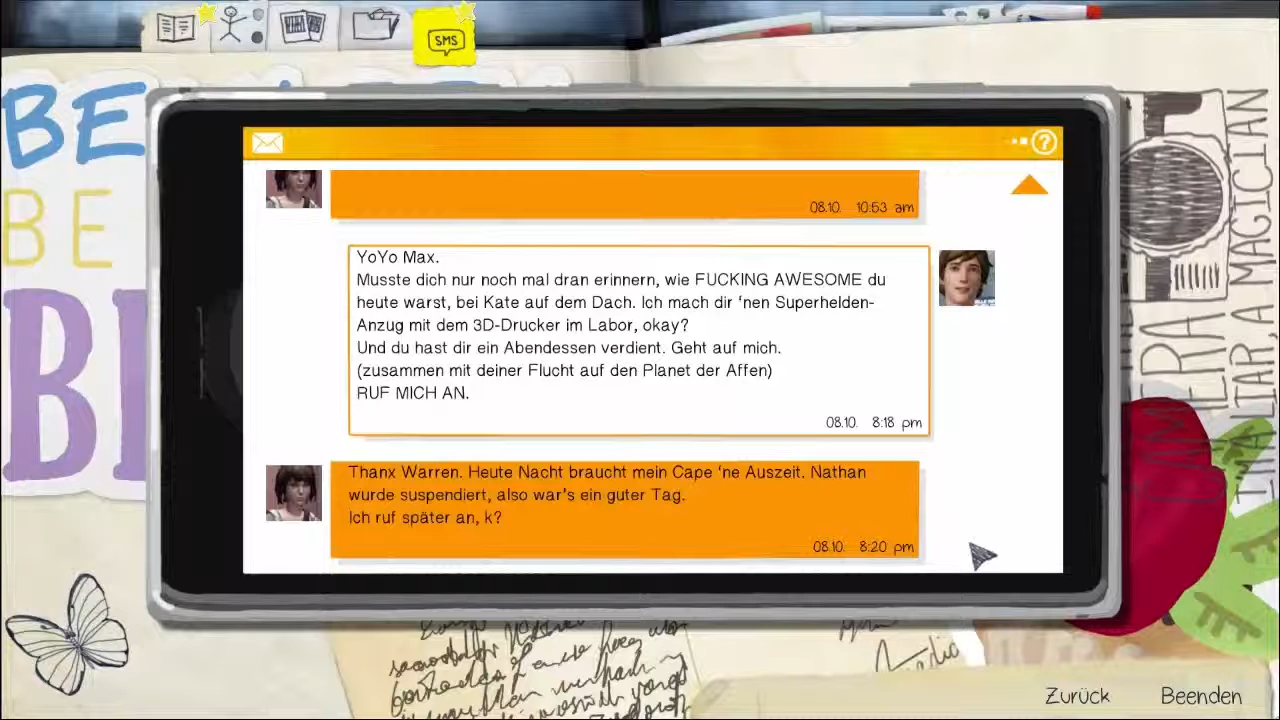 SMS
08.10. 10:53 am
YoYo Max.
Musste dich nur noch mal dran erinnern, wie FUCKING AWESOME du
heute warst, bei Kate auf dem Dach. Ich mach dir ‘nen Superhelden-
Anzug mit dem 3D-Drucker im Labor, okay?
Und du hast dir ein Abendessen verdient. Geht auf mich.
(zusammen mit deiner Flucht auf den Planet der Affen)
RUF MICH AN.
08.10. 8:18 pm
Thanx Warren. Heute Nacht braucht mein Cape ‘ne Auszeit. Nathan
wurde suspendiert, also war’s ein guter Tag.
Ich ruf später an, k?
08.10. 8:20 pm
BE
BE
A MAGICIAN
Zurück Beenden